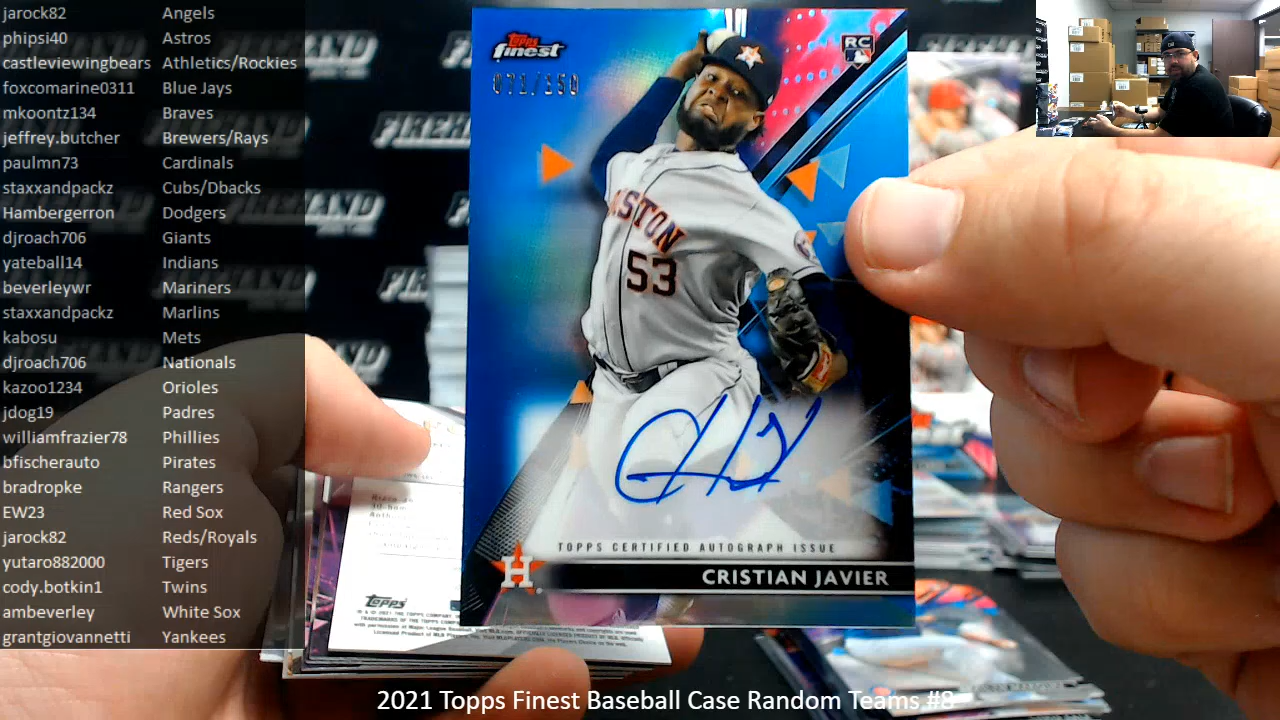 jarock82 Angels
phipsi40 Astros
castleviewingbears Athletics/Rockies
foxcomarine0311 Blue Jays
mkoontz134 Braves
jeffrey.butcher Brewers/Rays
paulmn73 Cardinals
staxxandpackz Cubs/Dbacks
Hambergerron Dodgers
djroach706 Giants
yateball14 Indians
beverleywr Mariners
staxxandpackz Marlins
kabosu Mets
djroach706 Nationals
kazoo1234 Orioles
jdog19 Padres
williamfrazier78 Phillies
bfischerauto Pirates
bradropke Rangers
EW23 Red Sox
jarock82 Reds/Royals
yutaro882000 Tigers
cody.botkin1 Twins
ambeverley White Sox
grantgiovannetti Yankees
Topps
finest
071/150
RC
53
TOPPS CERTIFIED AUTOGRAPH ISSUE
H
CRISTIAN JAVIER
Topps
2021 Topps Finest Baseball Case Random Teams #8